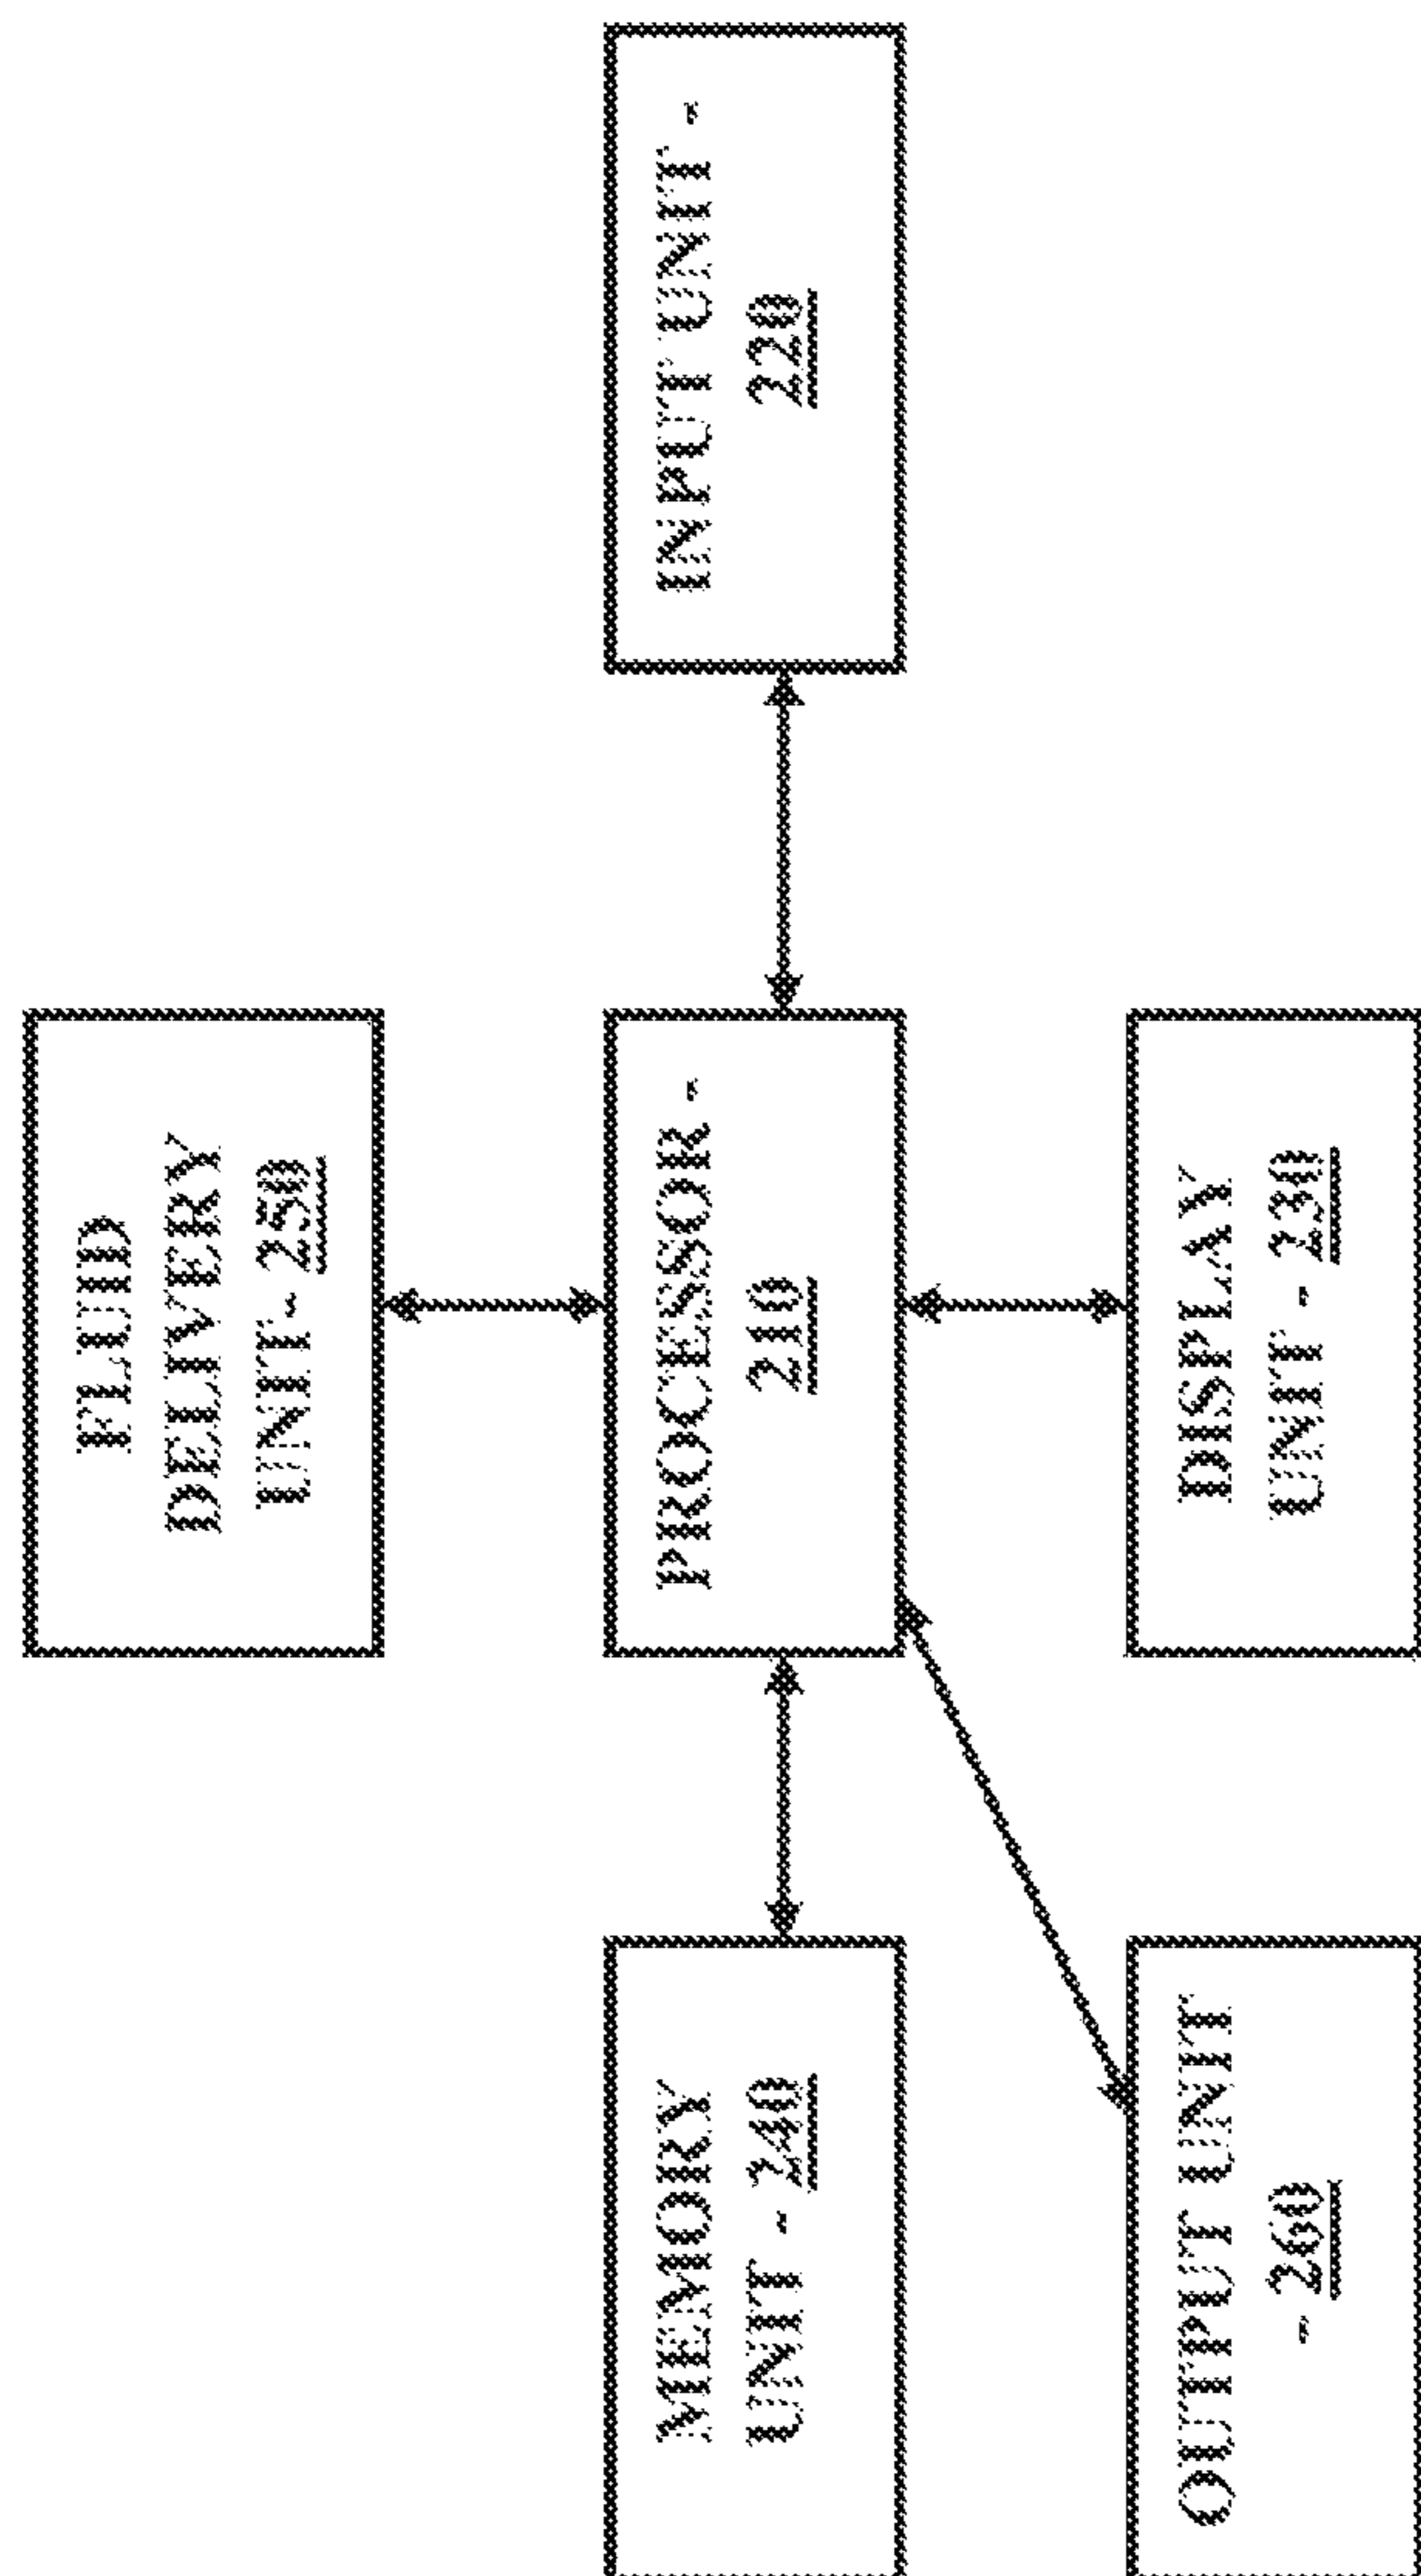 FLUID
DELIVERY
UNIT - 250
MEMORY
UNIT - 240
PROCESSOR -
210
INPUT UNIT -
220
OUTPUT UNIT
- 260
DISPLAY
UNIT - 230